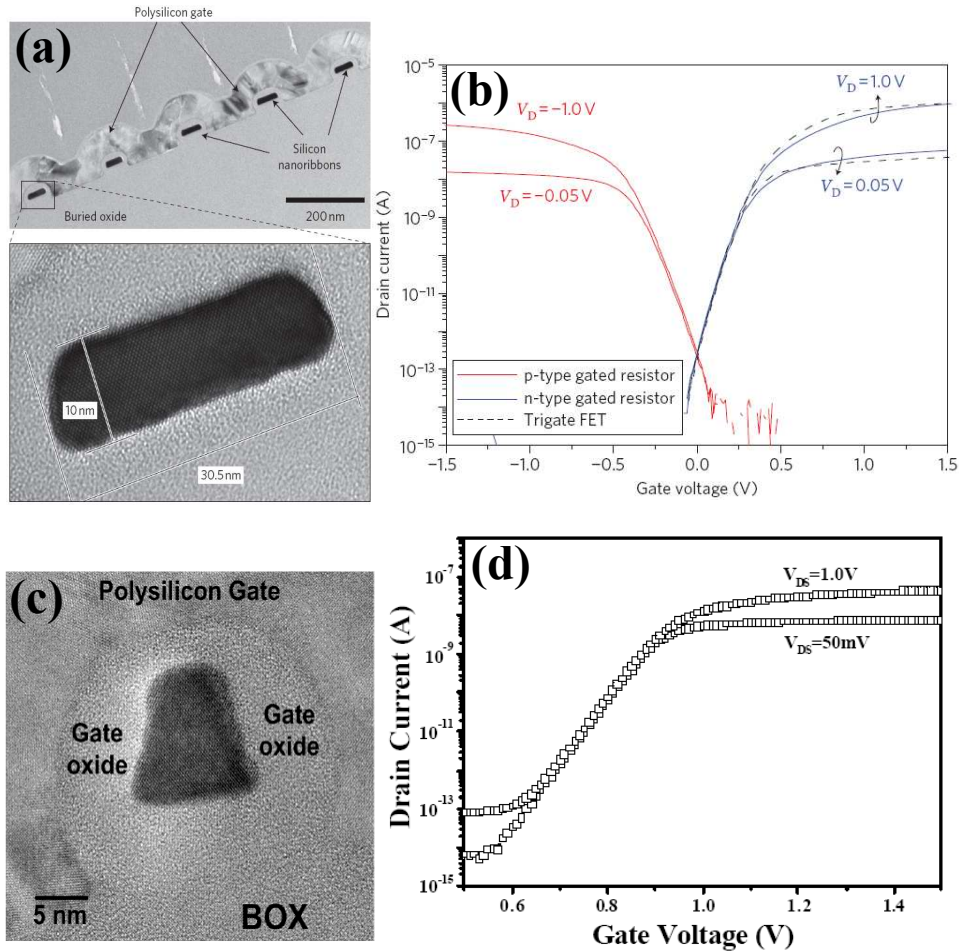 (a)
Polysilicon gate
Silicon
nanoribbons
Buried oxide
200 nm
10 nm
30.5 nm
(b)
V_D = −1.0 V
V_D = −0.05 V
V_D = 1.0 V
V_D = 0.05 V
10⁻⁵
10⁻⁷
10⁻⁹
10⁻¹¹
10⁻¹³
10⁻¹⁵
Drain current (A)
p-type gated resistor
n-type gated resistor
Trigate FET
−1.5 −1.0 −0.5 0.0 0.5 1.0 1.5
Gate voltage (V)
(c)
Polysilicon Gate
Gate
oxide
Gate
oxide
5 nm
BOX
(d)
V_DS=1.0V
V_DS=50mV
10⁻⁷
10⁻⁹
10⁻¹¹
10⁻¹³
10⁻¹⁵
Drain Current (A)
0.6 0.8 1.0 1.2 1.4
Gate Voltage (V)